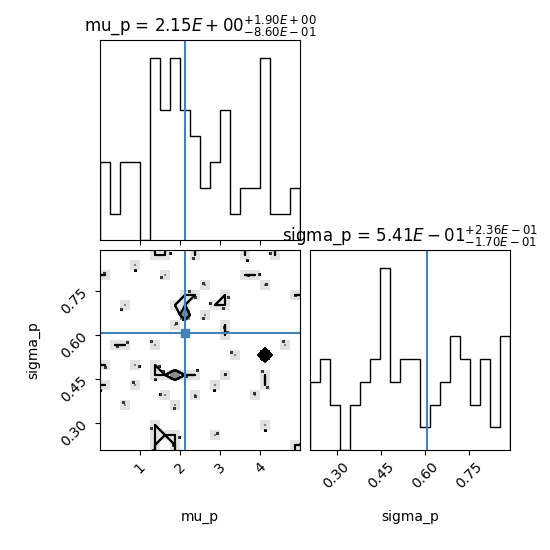 mu_p = 2.15E + 00 +1.90E+00 −8.60E−01
sigma_p = 5.41E − 01 +2.36E−01 −1.70E−01
sigma_p
0.75
0.60
0.45
0.30
1 2 3 4
0.30 0.45 0.60 0.75
mu_p
sigma_p